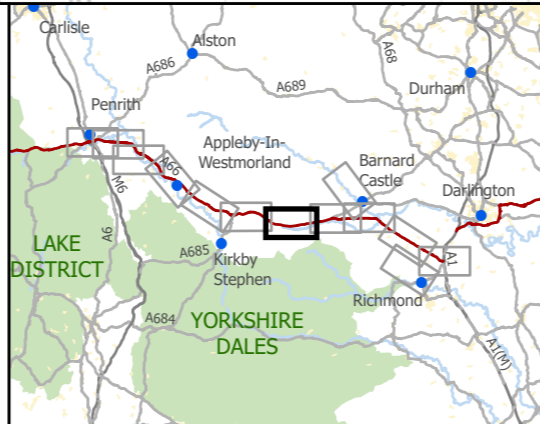 Carlisle
Alston
A68
A686
A689
Durham
Penrith
Appleby-In-
Westmorland
A66
Barnard
Castle
Darlington
M6
A6
LAKE
DISTRICT
A685
Kirkby
Stephen
A1
Richmond
A684
YORKSHIRE
DALES
A1(M)